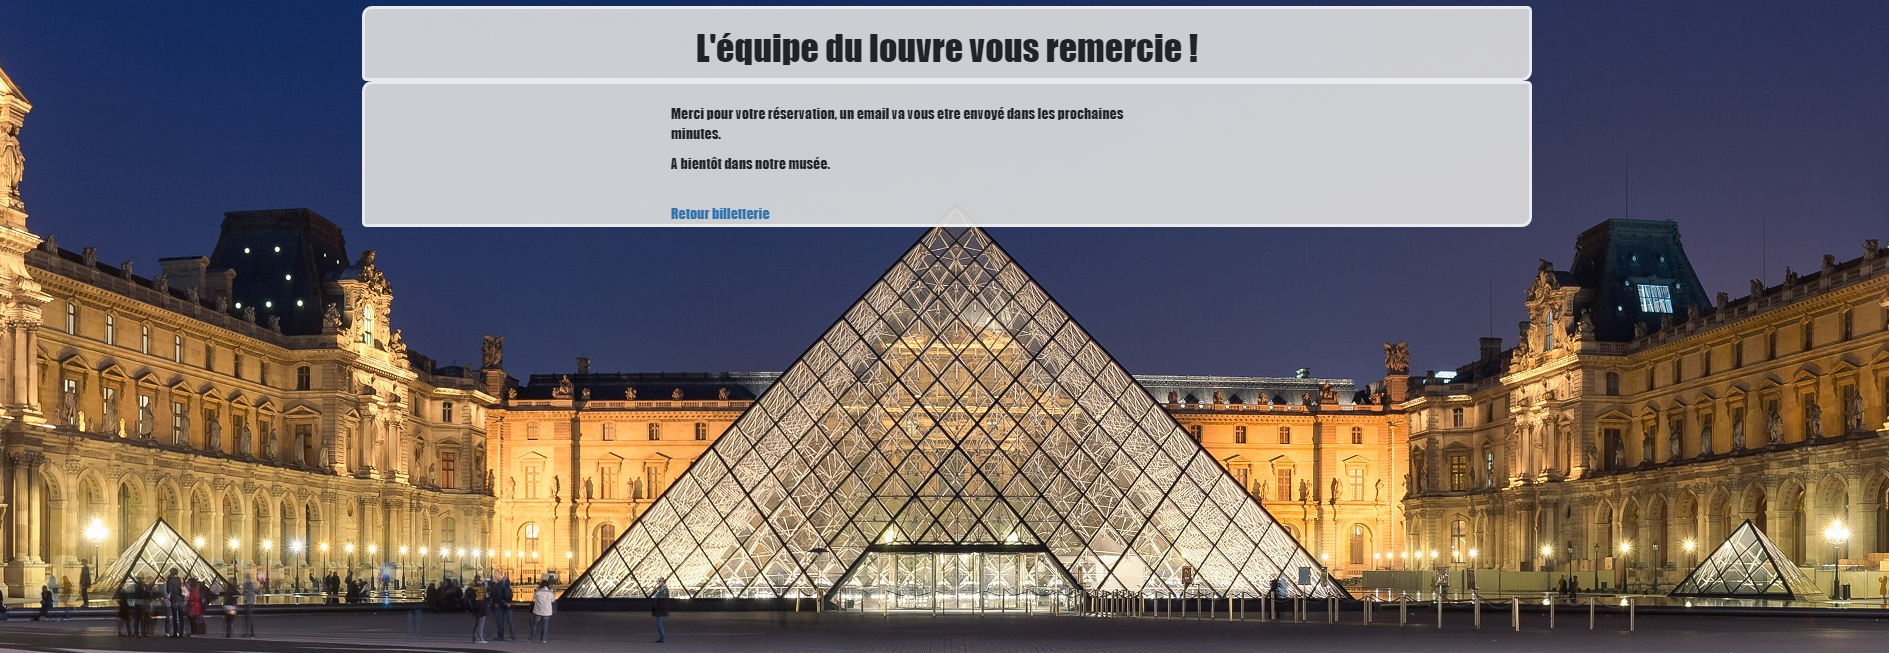 L'équipe du louvre vous remercie !
Merci pour votre réservation, un email va vous etre envoyé dans les prochaines
minutes.
A bientôt dans notre musée.
Retour billetterie